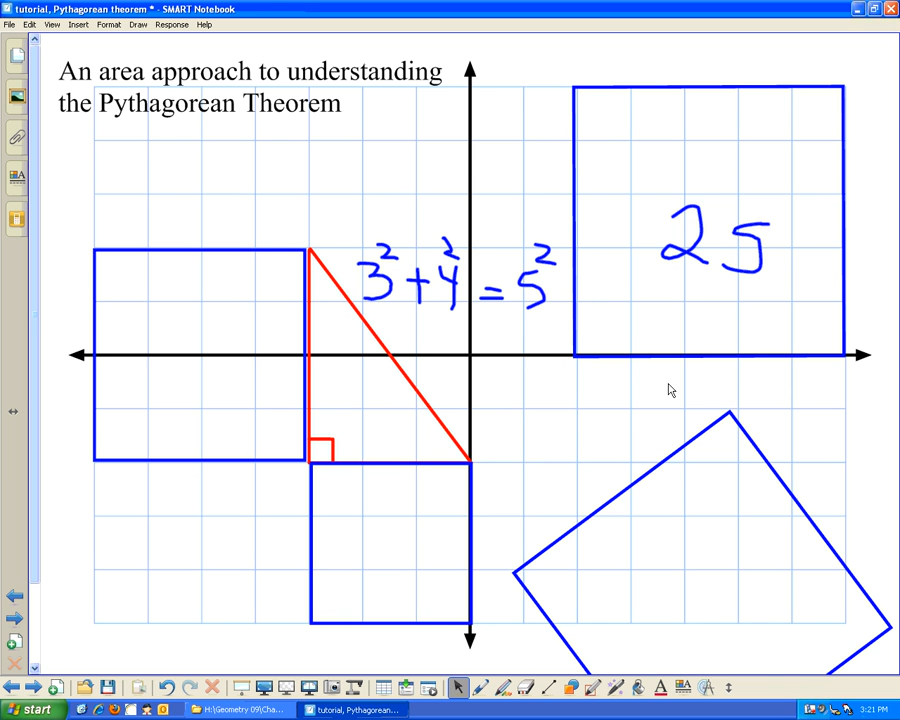 tutorial, Pythagorean theorem * - SMART Notebook
File Edit View Insert Format Draw Response Help
An area approach to understanding
the Pythagorean Theorem
3² + 4² = 5²
25
start
H:\Geometry 09\Cha...
tutorial, Pythagorean...
3:21 PM